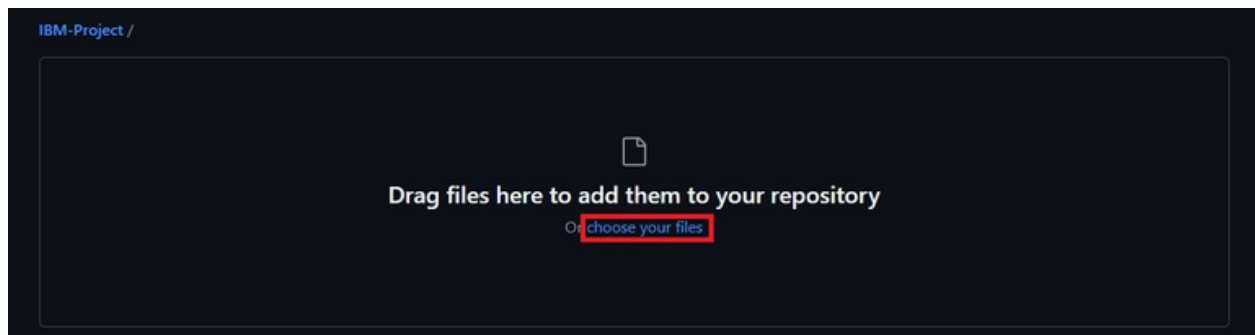 IBM-Project /
Drag files here to add them to your repository
Or choose your files